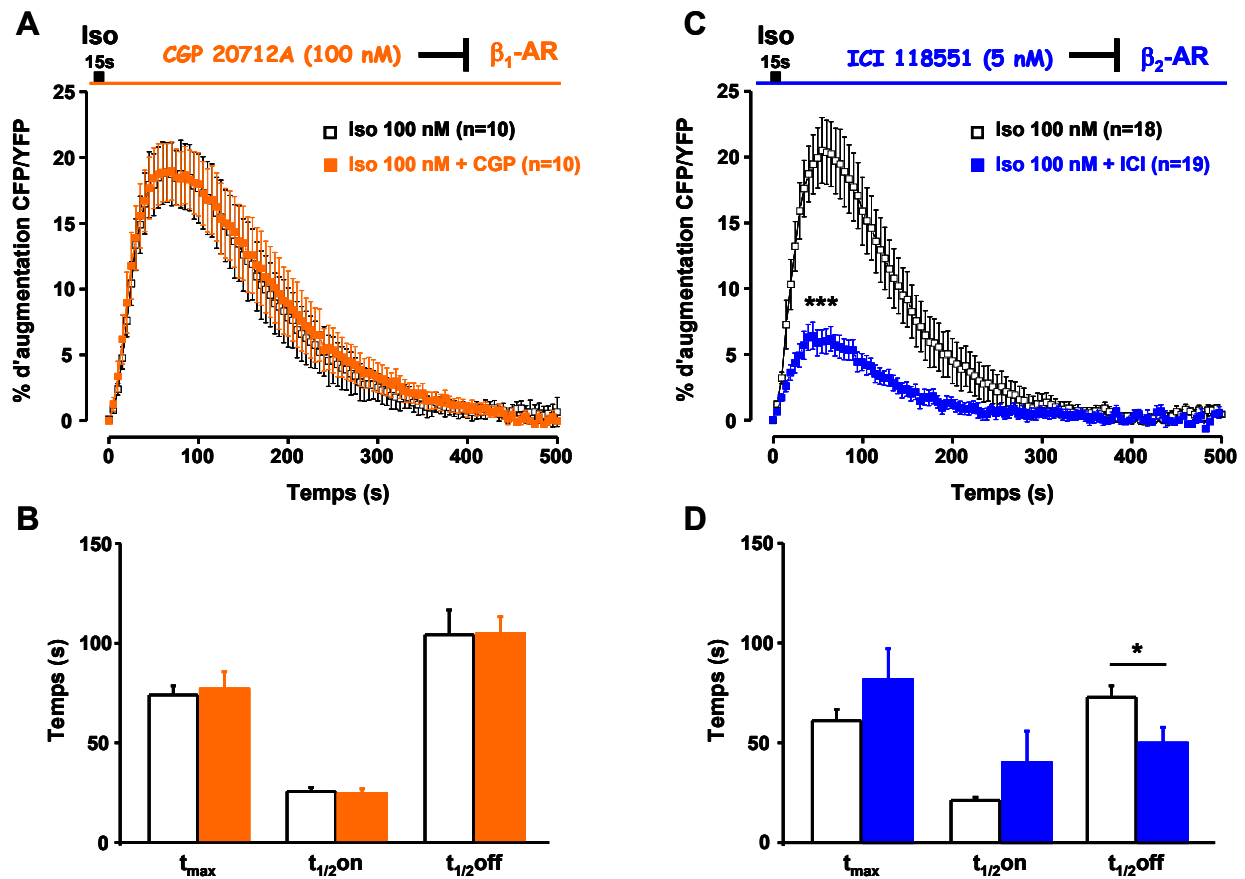 A
Iso
15s
CGP 20712A (100 nM)
β1-AR
25
20
15
10
5
0
% d'augmentation CFP/YFP
Iso 100 nM (n=10)
Iso 100 nM + CGP (n=10)
0
100
200
300
400
500
Temps (s)
B
150
100
50
0
Temps (s)
tmax
t1/2on
t1/2off
C
Iso
15s
ICI 118551 (5 nM)
β2-AR
25
20
15
10
5
0
% d'augmentation CFP/YFP
Iso 100 nM (n=18)
Iso 100 nM + ICI (n=19)
***
0
100
200
300
400
500
Temps (s)
D
150
100
50
0
Temps (s)
*
tmax
t1/2on
t1/2off